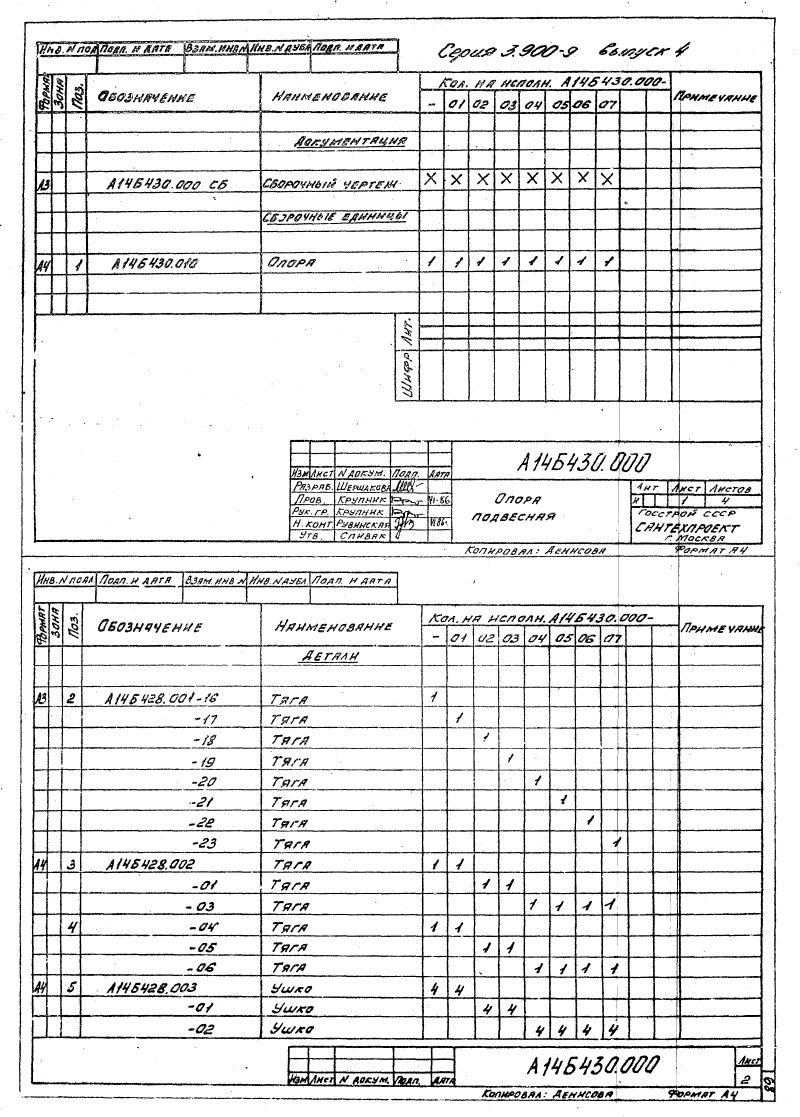 Инв. N подл Подп. и дата Взам. инв N Инв. N дубл Подп. и дата
Серия 3.900-9 Выпуск 4
Формат Зона Поз. Обозначение Наименование Кол. на исполн. А14Б430.000- Примечание
- 01 02 03 04 05 06 07
Документация
А3 А14Б430.000 СБ Сборочный чертеж X X X X X X X X
Сборочные единицы
А4 1 А14Б430.010 Опора 1 1 1 1 1 1 1 1
Лит.
Шифр
А14Б430.000
Изм Лист N докум. Подп. Дата
Разраб. Шершакова
Пров. Крупник VI-86
Рук. гр. Крупник
Н. конт Рувинская VI.86
Утв. Спивак
Опора
подвесная
Лит Лист Листов
И 1 4
Госстрой СССР
Сантехпроект
г. Москва
Копировал: Денисова Формат А4
Инв. N подл Подп. и дата Взам. инв N Инв. N дубл Подп. и дата
Формат Зона Поз. Обозначение Наименование Кол. на исполн. А14Б430.000- Примечание
- 01 02 03 04 05 06 07
Детали
А3 2 А14Б428.001-16 Тяга 1
-17 Тяга 1
-18 Тяга 1
-19 Тяга 1
-20 Тяга 1
-21 Тяга 1
-22 Тяга 1
-23 Тяга 1
А4 3 А14Б428.002 Тяга 1 1
-01 Тяга 1 1
-03 Тяга 1 1 1 1
4 -04 Тяга 1 1
-05 Тяга 1 1
-06 Тяга 1 1 1 1
А4 5 А14Б428.003 Ушко 4 4
-01 Ушко 4 4
-02 Ушко 4 4 4 4
Изм Лист N докум. Подп. Дата
А14Б430.000
Лист
2
89
Копировал: Денисова Формат А4